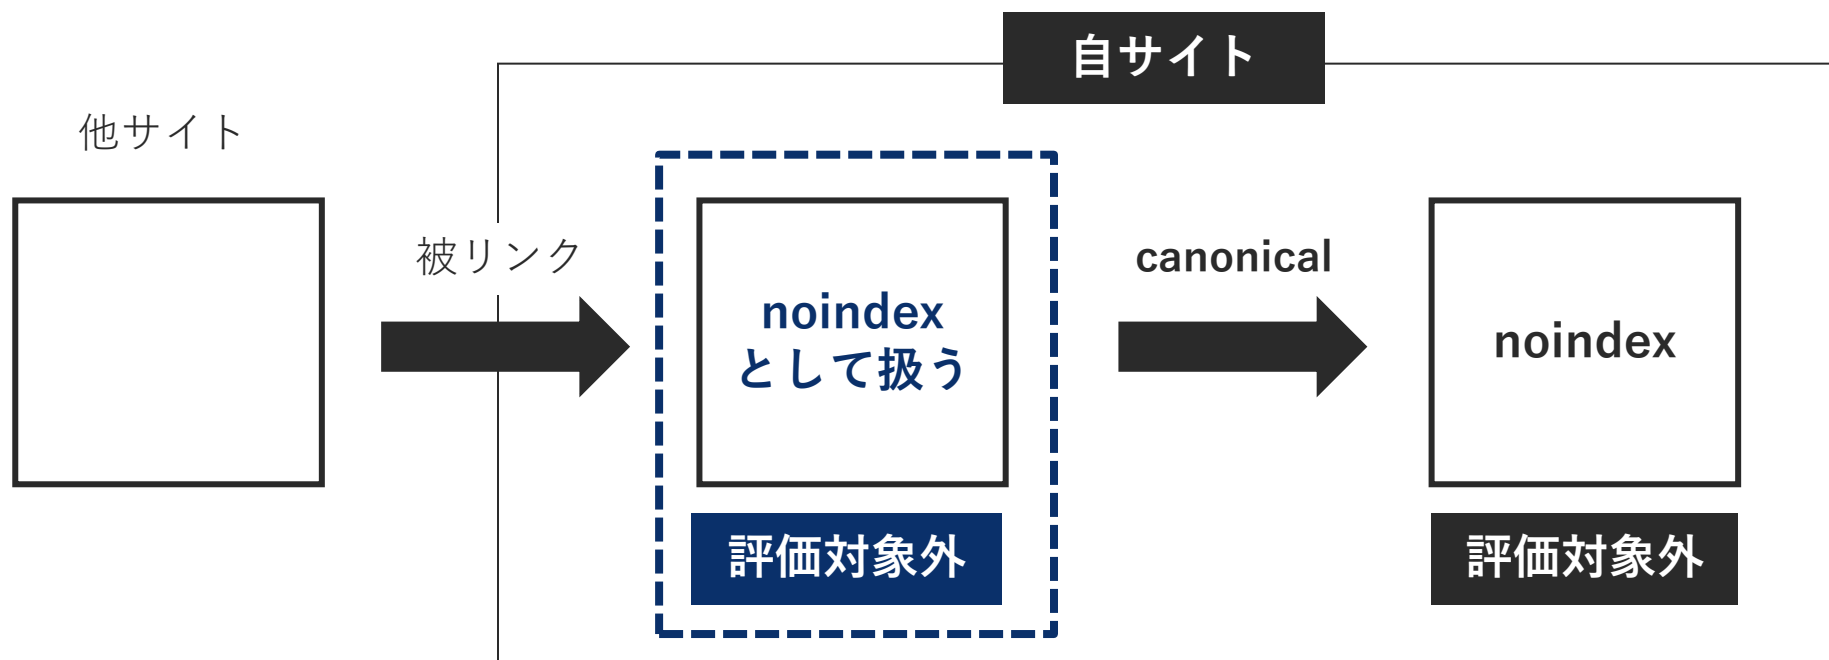 自サイト
他サイト
被リンク
noindex
として扱う
評価対象外
canonical
noindex
評価対象外